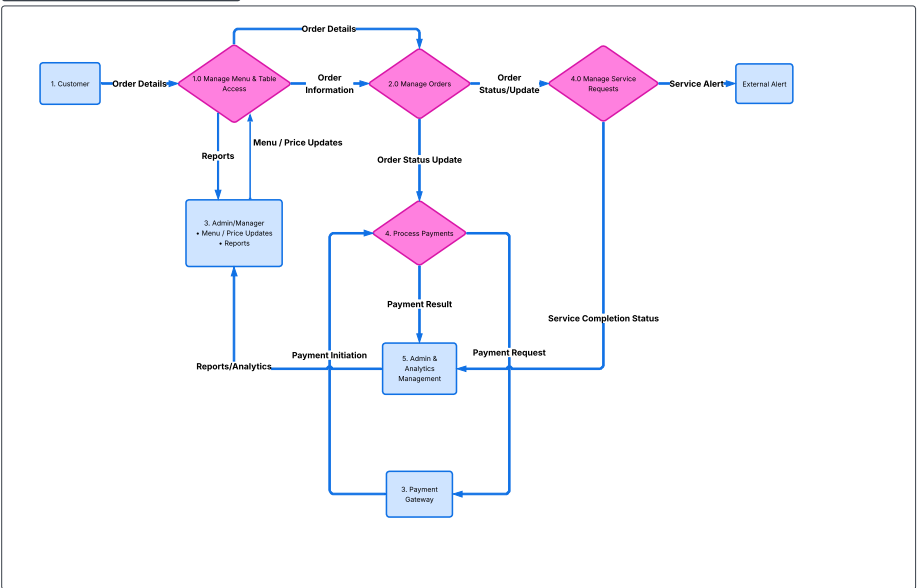 Order Details
1. Customer
Order Details
1.0 Manage Menu & Table
Access
Order
Information
2.0 Manage Orders
Order
Status/Update
4.0 Manage Service
Requests
Service Alert
External Alert
Reports
Menu / Price Updates
Order Status Update
3. Admin/Manager
• Menu / Price Updates
• Reports
4. Process Payments
Payment Result
Service Completion Status
Payment Initiation
Payment Request
Reports/Analytics
5. Admin &
Analytics
Management
3. Payment
Gateway